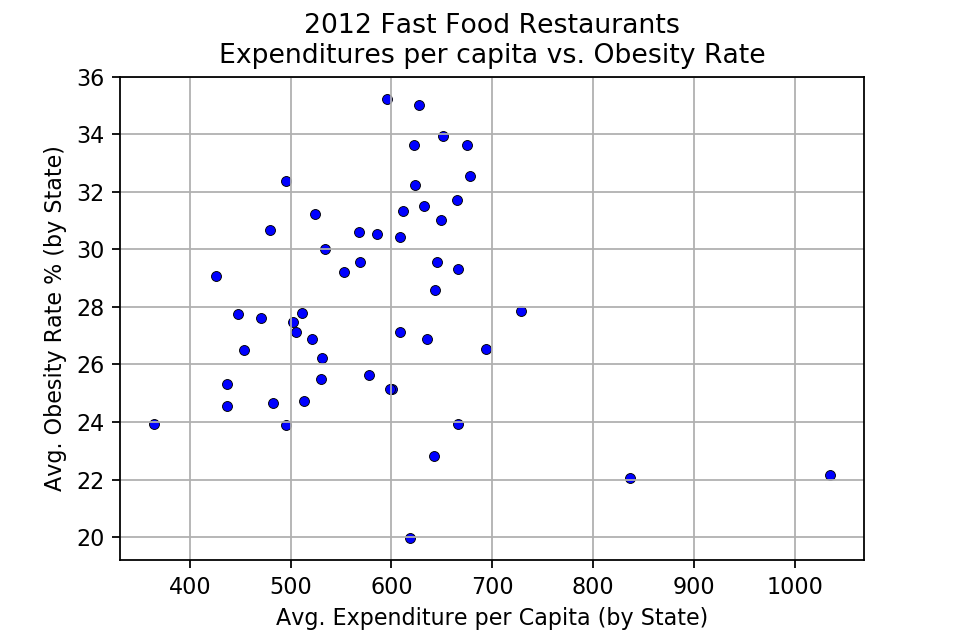 2012 Fast Food Restaurants
Expenditures per capita vs. Obesity Rate
36
34
32
30
28
26
24
22
20
Avg. Obesity Rate % (by State)
400 500 600 700 800 900 1000
Avg. Expenditure per Capita (by State)